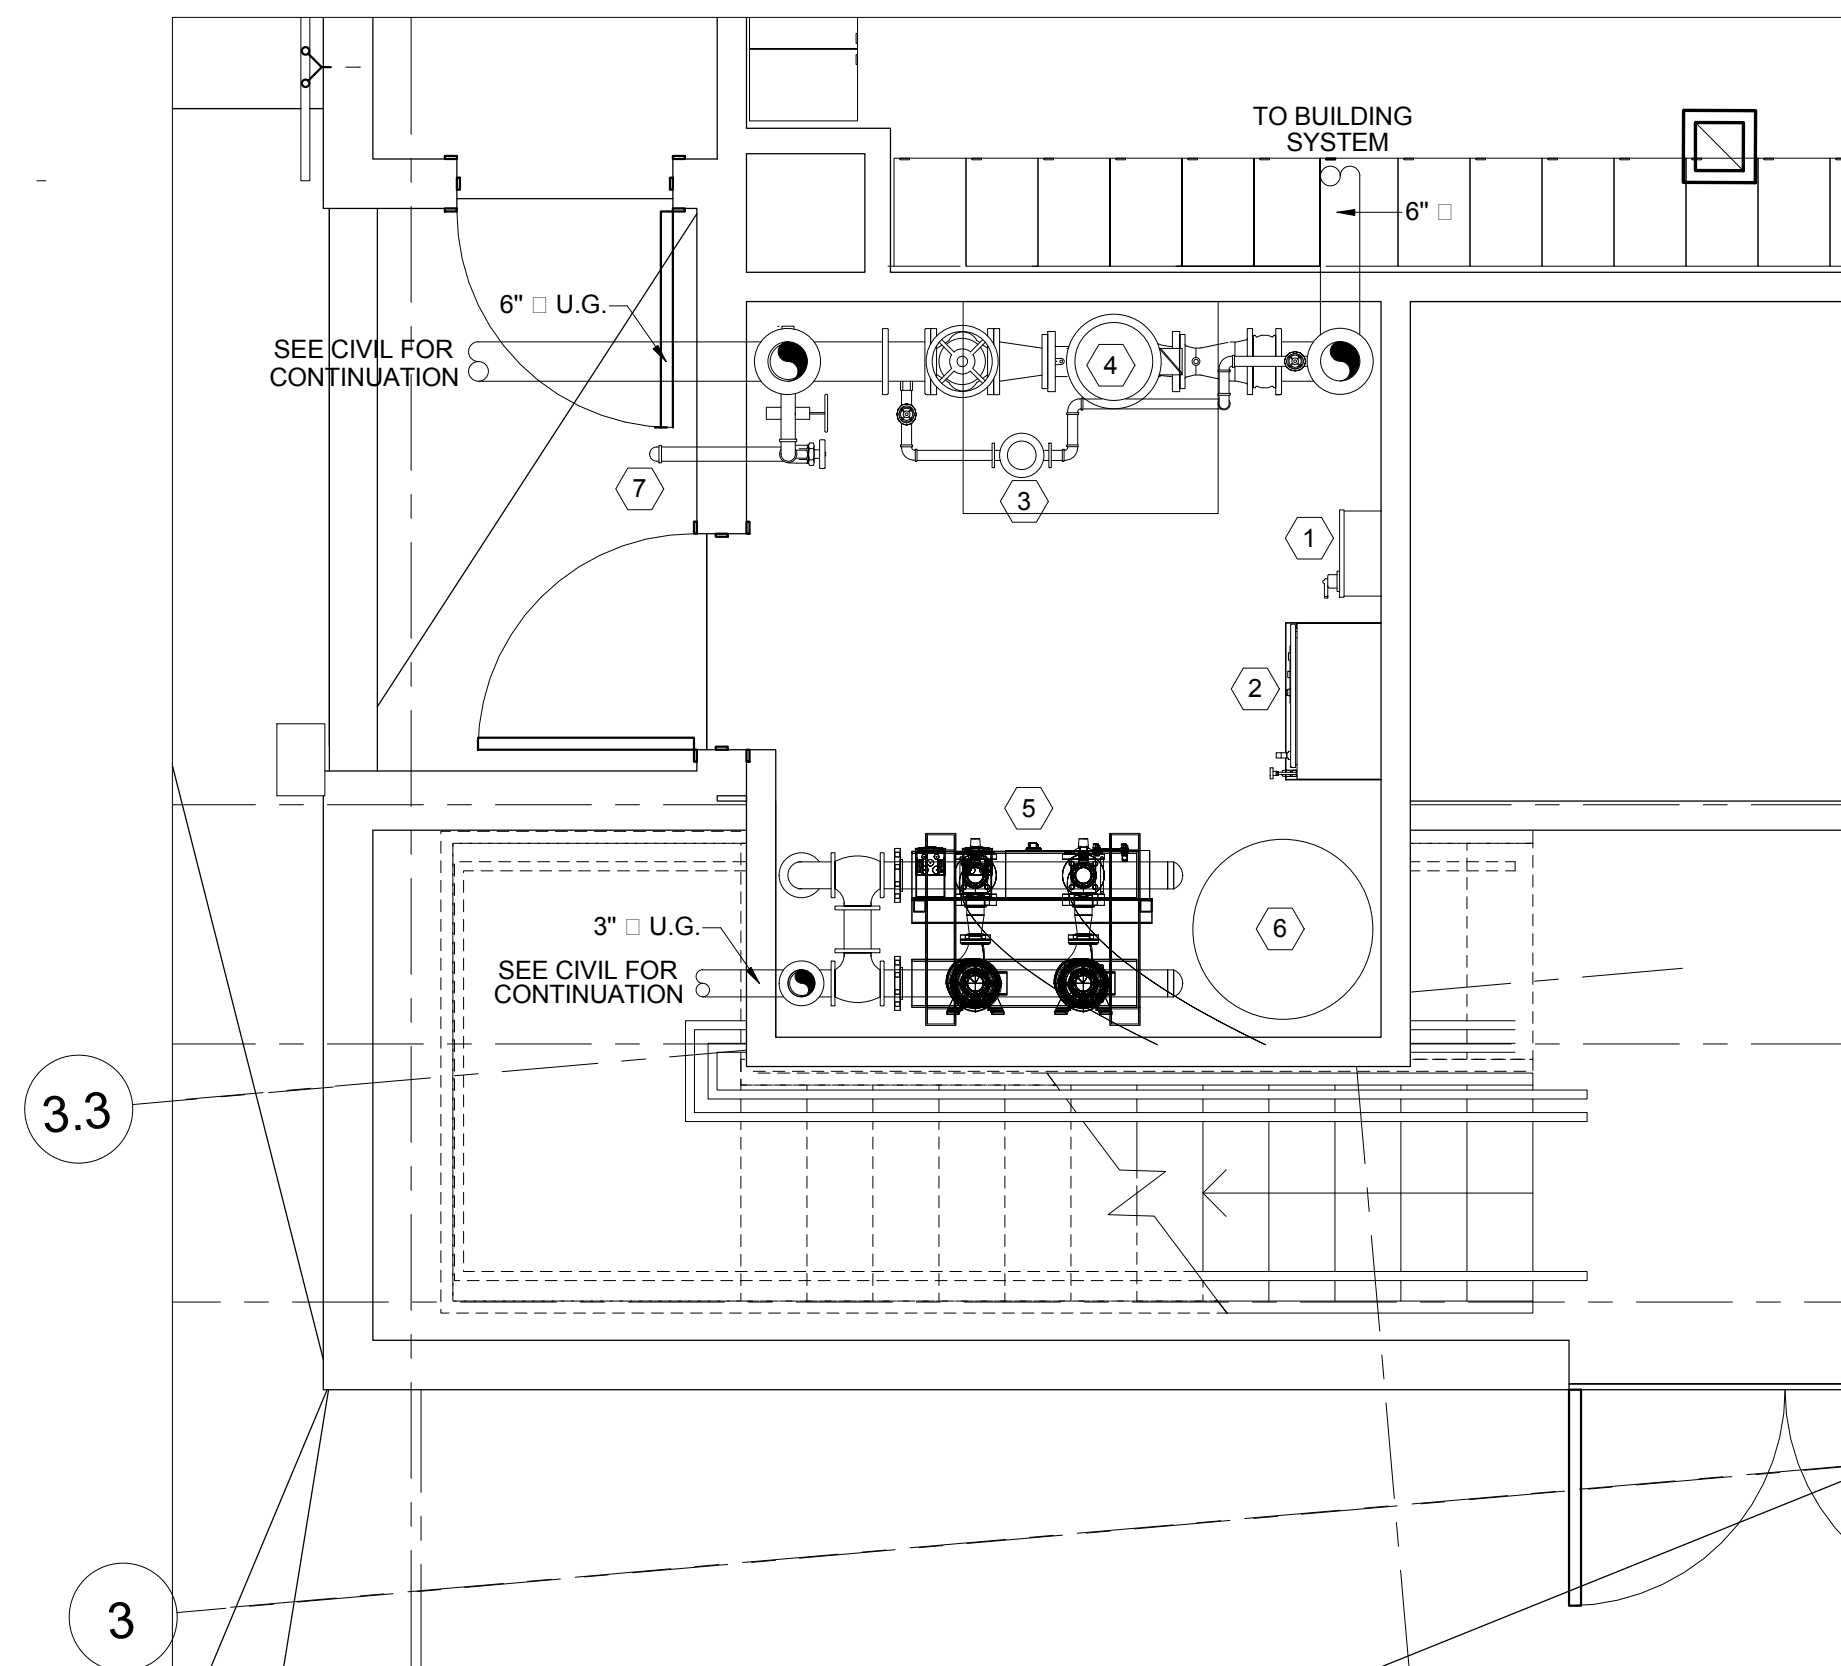 TO BUILDING
SYSTEM
6" □
6" □ U.G.
SEE CIVIL FOR
CONTINUATION
4
7
3
1
2
5
3" □ U.G.
6
SEE CIVIL FOR
CONTINUATION
3.3
3